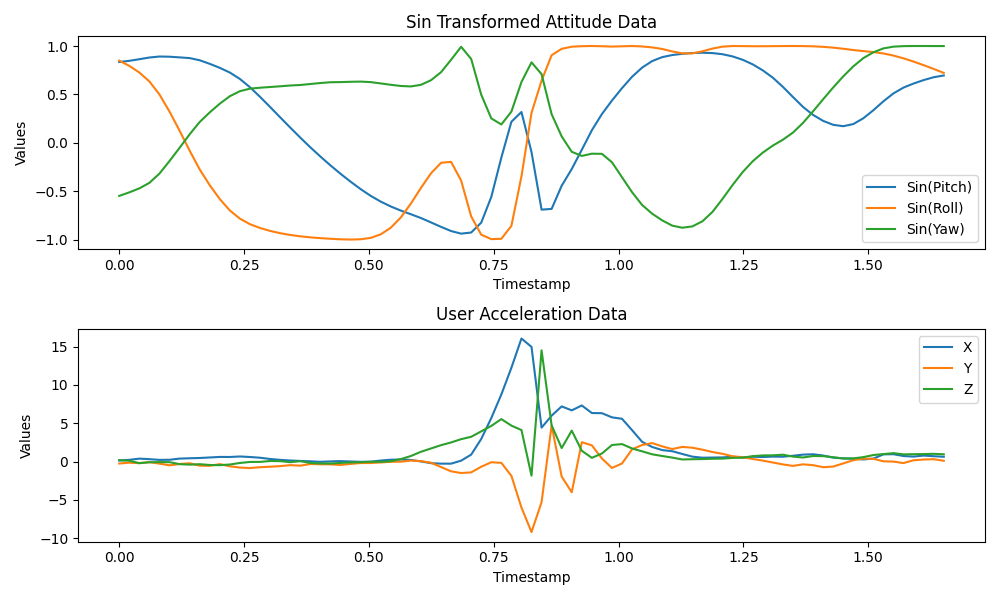 Sin Transformed Attitude Data
Values
1.0
0.5
0.0
−0.5
−1.0
Sin(Pitch)
Sin(Roll)
Sin(Yaw)
0.00 0.25 0.50 0.75 1.00 1.25 1.50
Timestamp
User Acceleration Data
Values
15
10
5
0
−5
−10
X
Y
Z
0.00 0.25 0.50 0.75 1.00 1.25 1.50
Timestamp